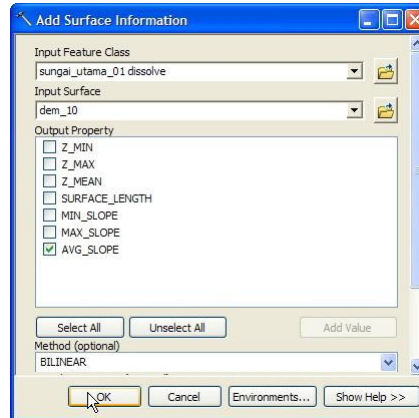 Add Surface Information
Input Feature Class
sungai_utama_01 dissolve
Input Surface
dem_10
Output Property
Z_MIN
Z_MAX
Z_MEAN
SURFACE_LENGTH
MIN_SLOPE
MAX_SLOPE
AVG_SLOPE
Select All Unselect All Add Value
Method (optional)
BILINEAR
OK Cancel Environments... Show Help >>